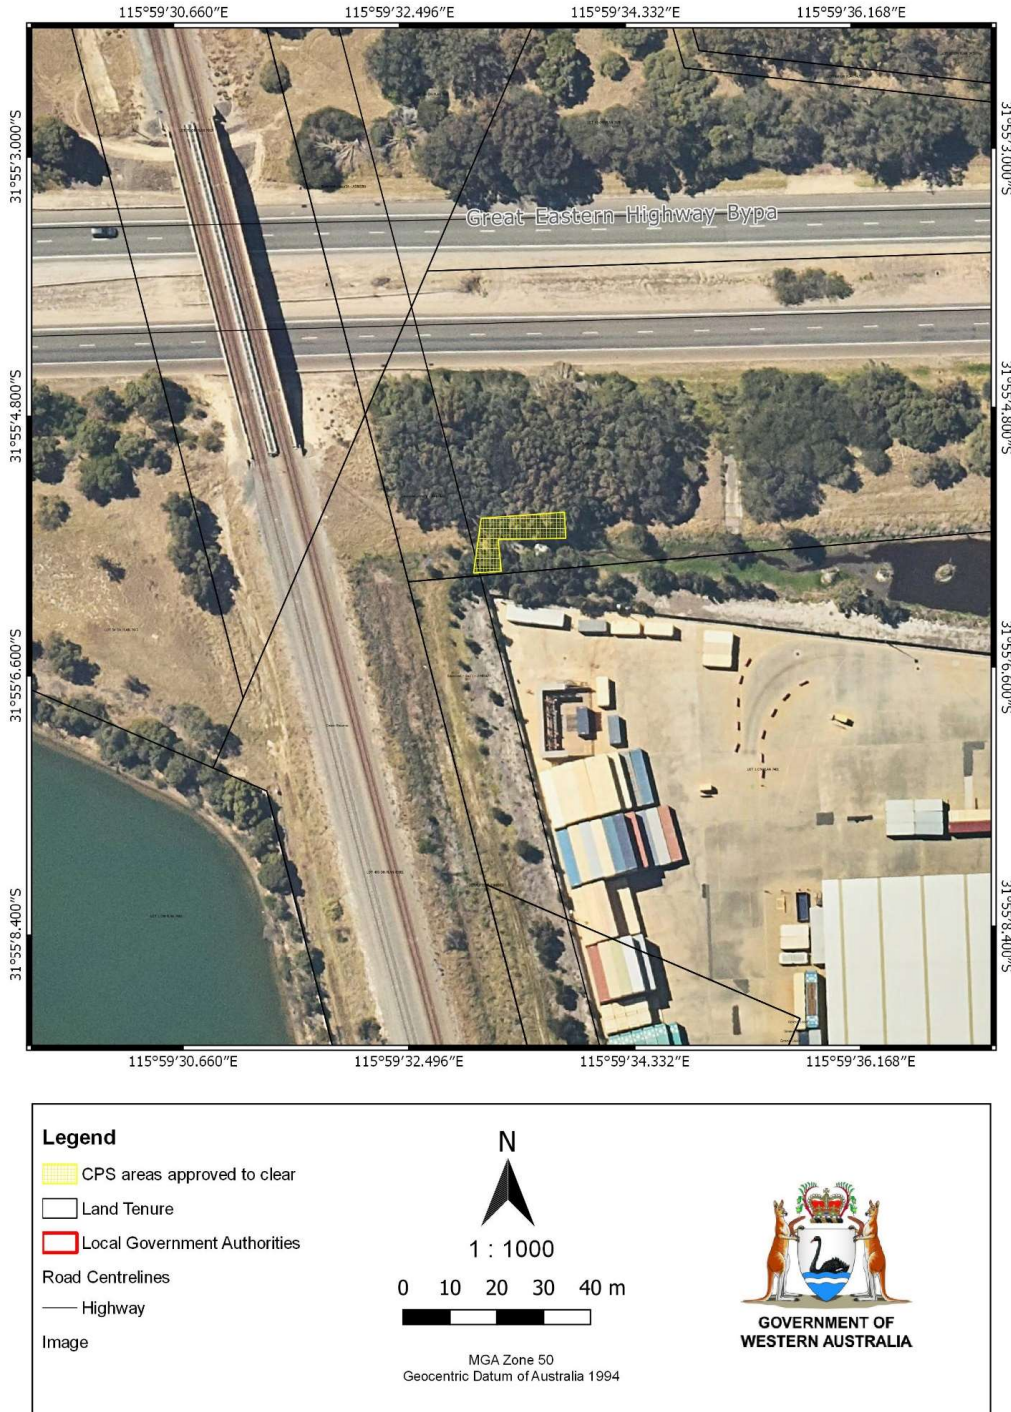 115°59'30.660"E 115°59'32.496"E 115°59'34.332"E 115°59'36.168"E
31°55'3.000"S
31°55'3.000"S
Great Eastern Highway Bypa
31°55'4.800"S
31°55'4.800"S
31°55'6.600"S
31°55'6.600"S
31°55'8.400"S
31°55'8.400"S
115°59'30.660"E 115°59'32.496"E 115°59'34.332"E 115°59'36.168"E
Legend
CPS areas approved to clear
Land Tenure
Local Government Authorities
Road Centrelines
Highway
Image
N
1 : 1000
0 10 20 30 40 m
MGA Zone 50
Geocentric Datum of Australia 1994
GOVERNMENT OF
WESTERN AUSTRALIA